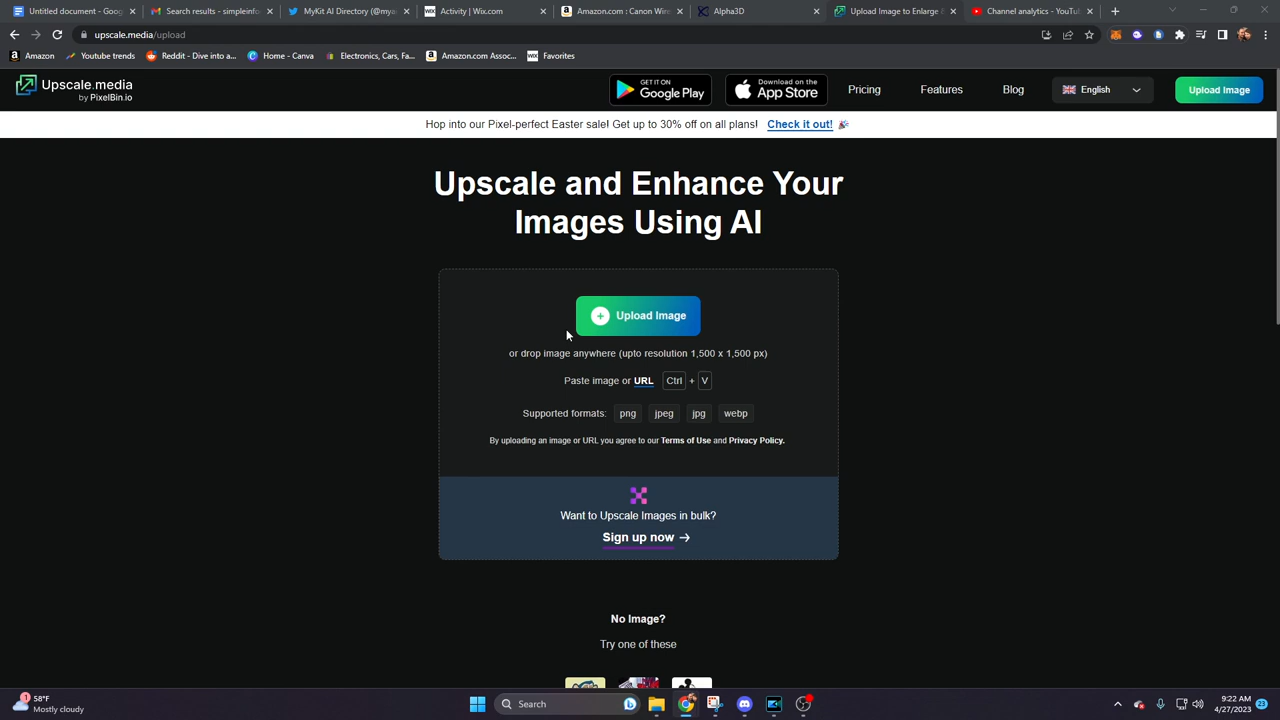 Untitled document - Goog
Search results - simpleinfo
MyKit AI Directory (@mya
Activity | Wix.com
Amazon.com : Canon Wire
Alpha3D
Upload Image to Enlarge &
Channel analytics - YouTu
upscale.media/upload
Amazon
Youtube trends
Reddit - Dive into a...
Home - Canva
Electronics, Cars, Fa...
Amazon.com Assoc...
Favorites
Upscale.media
by PixelBin.io
GET IT ON
Google Play
Download on the
App Store
Pricing
Features
Blog
English
Upload Image
Hop into our Pixel-perfect Easter sale! Get up to 30% off on all plans! Check it out!
Upscale and Enhance Your
Images Using AI
Upload Image
or drop image anywhere (upto resolution 1,500 x 1,500 px)
Paste image or URL Ctrl + V
Supported formats: png jpeg jpg webp
By uploading an image or URL you agree to our Terms of Use and Privacy Policy.
Want to Upscale Images in bulk?
Sign up now →
No Image?
Try one of these
1
58°F
Mostly cloudy
Search
9:22 AM
4/27/2023
23